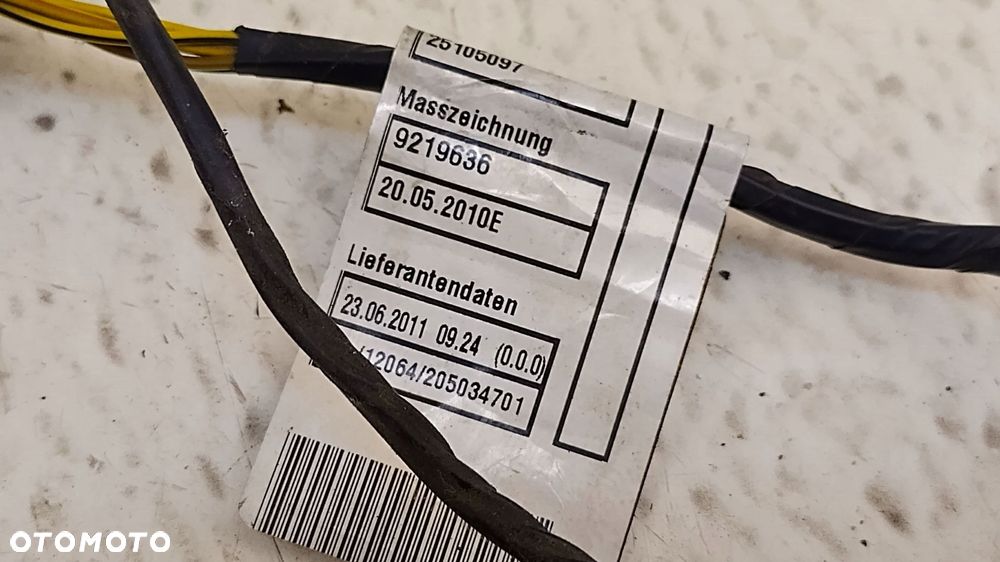 25105097
Masszeichnung
9219636
20.05.2010E
Lieferantendaten
23.06.2011 09.24 (0.0.0)
/12064/205034701
OTOMOTO